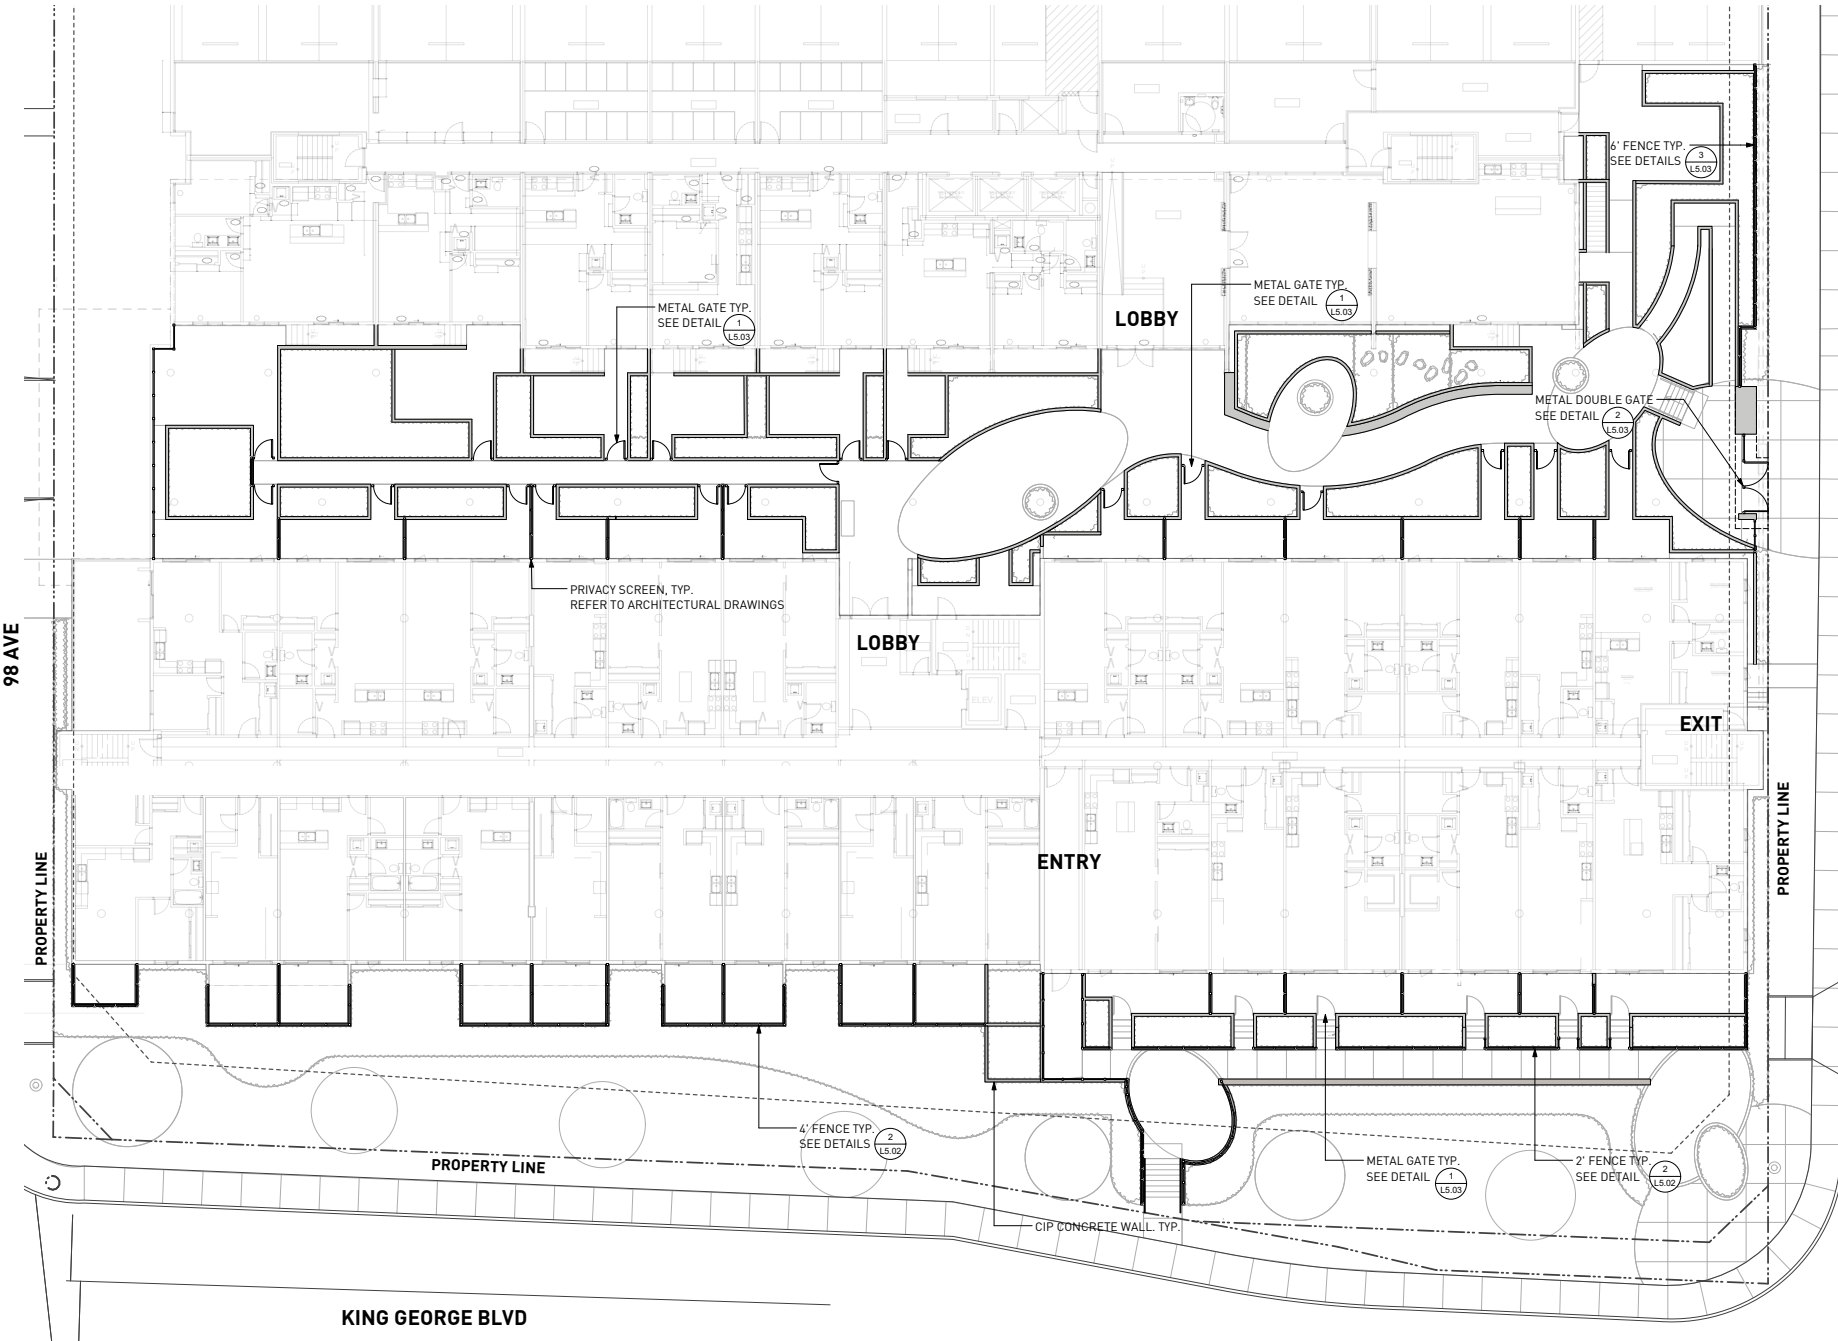 6' FENCE TYP.
SEE DETAILS
3
L5.03
METAL GATE TYP.
SEE DETAIL
1
L5.03
METAL GATE TYP.
SEE DETAIL
1
L5.03
LOBBY
METAL DOUBLE GATE
SEE DETAIL
2
L5.03
PRIVACY SCREEN, TYP.
REFER TO ARCHITECTURAL DRAWINGS
98 AVE
LOBBY
ELEV.
EXIT
ENTRY
PROPERTY LINE
PROPERTY LINE
4' FENCE TYP.
SEE DETAILS
2
L5.02
PROPERTY LINE
METAL GATE TYP.
SEE DETAIL
1
L5.03
2' FENCE TYP.
SEE DETAIL
2
L5.02
CIP CONCRETE WALL. TYP.
KING GEORGE BLVD